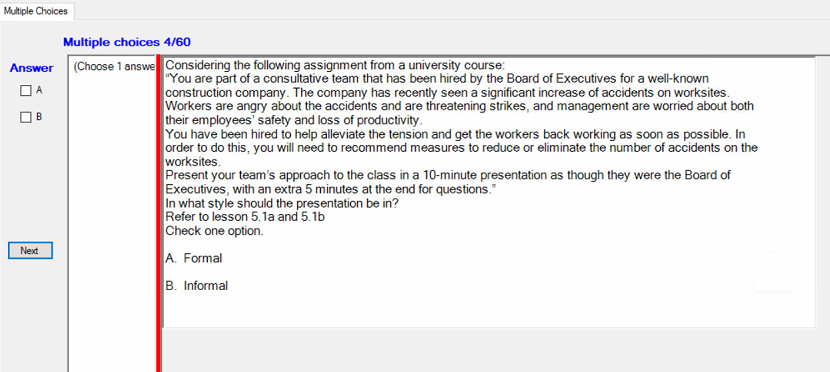 Multiple Choices
Multiple choices 4/60
Answer
A
B
Next
(Choose 1 answe
Considering the following assignment from a university course:
"You are part of a consultative team that has been hired by the Board of Executives for a well-known
construction company. The company has recently seen a significant increase of accidents on worksites.
Workers are angry about the accidents and are threatening strikes, and management are worried about both
their employees' safety and loss of productivity.
You have been hired to help alleviate the tension and get the workers back working as soon as possible. In
order to do this, you will need to recommend measures to reduce or eliminate the number of accidents on the
worksites.
Present your team's approach to the class in a 10-minute presentation as though they were the Board of
Executives, with an extra 5 minutes at the end for questions."
In what style should the presentation be in?
Refer to lesson 5.1a and 5.1b
Check one option.
A. Formal
B. Informal